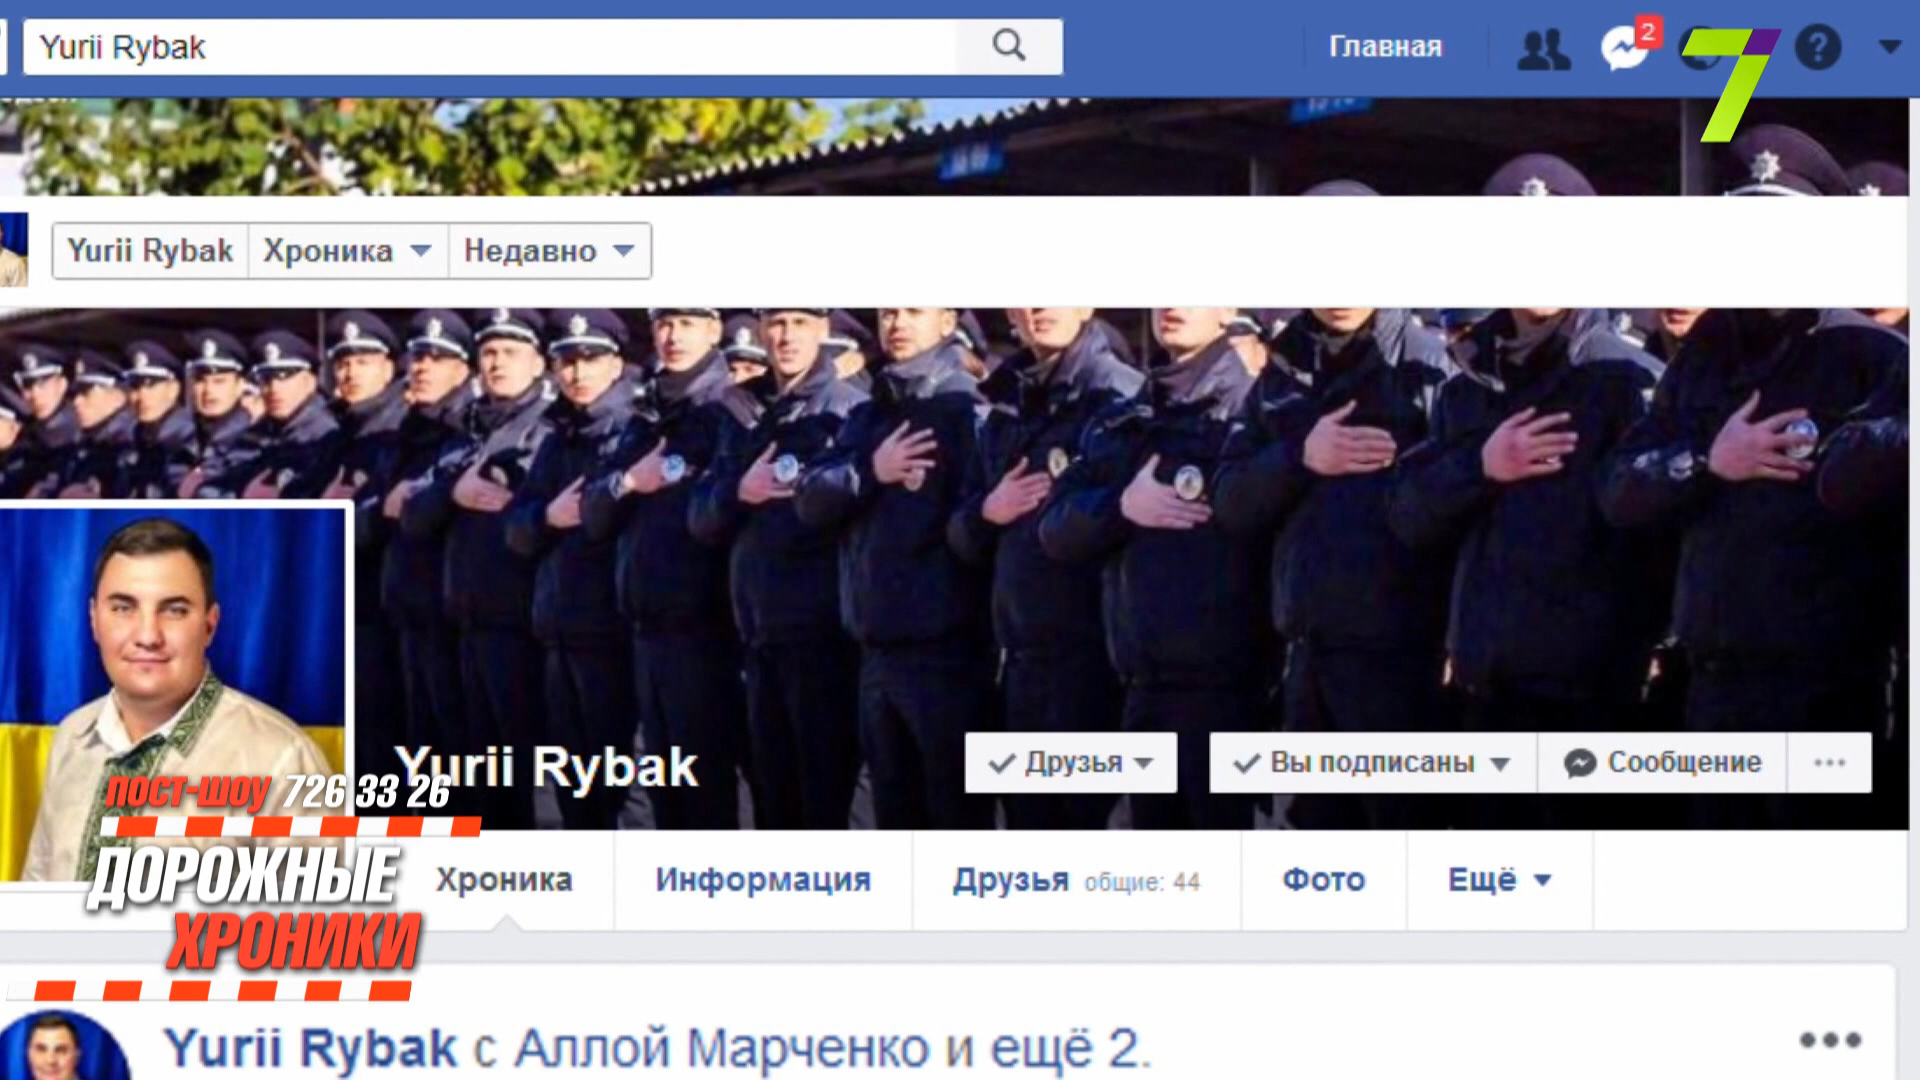 Yurii Rybak
Главная
2
7
Yurii Rybak Хроника Недавно
Yurii Rybak
Друзья Вы подписаны Сообщение
ПОСТ-ШОУ 726 33 26
ДОРОЖНЫЕ
ХРОНИКИ
Хроника Информация Друзья общие: 44 Фото Ещё
Yurii Rybak с Аллой Марченко и ещё 2.